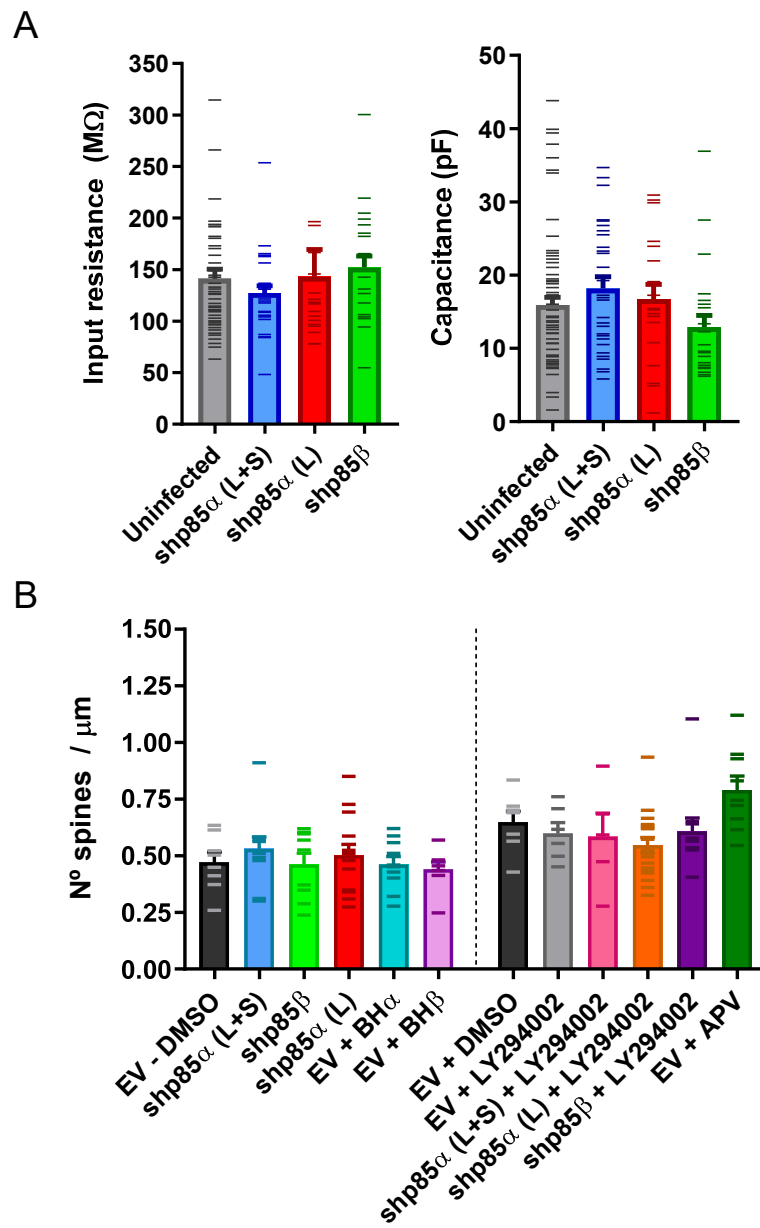 A
Input resistance (MΩ)
350
300
250
200
150
100
50
0
Uninfected
shp85α (L+S)
shp85α (L)
shp85β
Capacitance (pF)
50
40
30
20
10
0
Uninfected
shp85α (L+S)
shp85α (L)
shp85β
B
Nº spines / μm
1.50
1.25
1.00
0.75
0.50
0.25
0.00
EV - DMSO
shp85α (L+S)
shp85β
shp85α (L)
EV + BHα
EV + BHβ
EV + DMSO
EV + LY294002
shp85α (L+S) + LY294002
shp85α (L) + LY294002
shp85β + LY294002
EV + APV